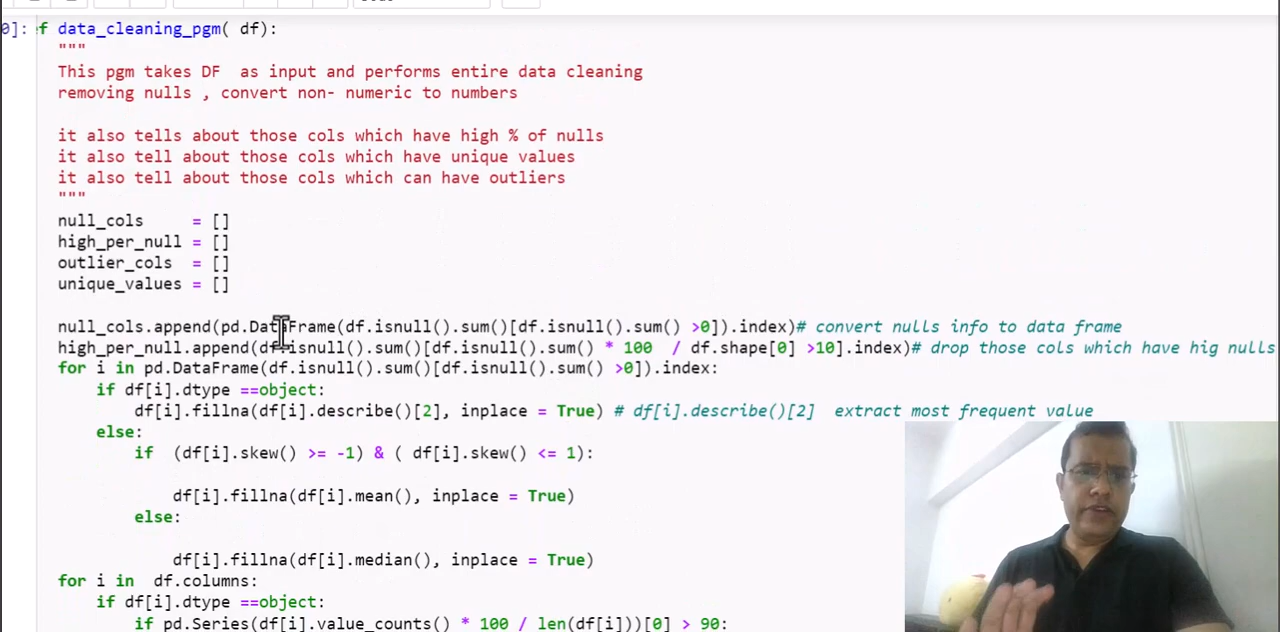 0]: f data_cleaning_pgm( df):
"""
This pgm takes DF  as input and performs entire data cleaning
removing nulls , convert non- numeric to numbers
it also tells about those cols which have high % of nulls
it also tell about those cols which have unique values
it also tell about those cols which can have outliers
"""
null_cols     = []
high_per_null = []
outlier_cols  = []
unique_values = []
null_cols.append(pd.DataFrame(df.isnull().sum()[df.isnull().sum() >0]).index)# convert nulls info to data frame
high_per_null.append(df.isnull().sum()[df.isnull().sum() * 100  / df.shape[0] >10].index)# drop those cols which have hig nulls
for i in pd.DataFrame(df.isnull().sum()[df.isnull().sum() >0]).index:
if df[i].dtype ==object:
df[i].fillna(df[i].describe()[2], inplace = True) # df[i].describe()[2]  extract most frequent value
else:
if  (df[i].skew() >= -1) & ( df[i].skew() <= 1):
df[i].fillna(df[i].mean(), inplace = True)
else:
df[i].fillna(df[i].median(), inplace = True)
for i in  df.columns:
if df[i].dtype ==object:
if pd.Series(df[i].value_counts() * 100 / len(df[i]))[0] > 90: